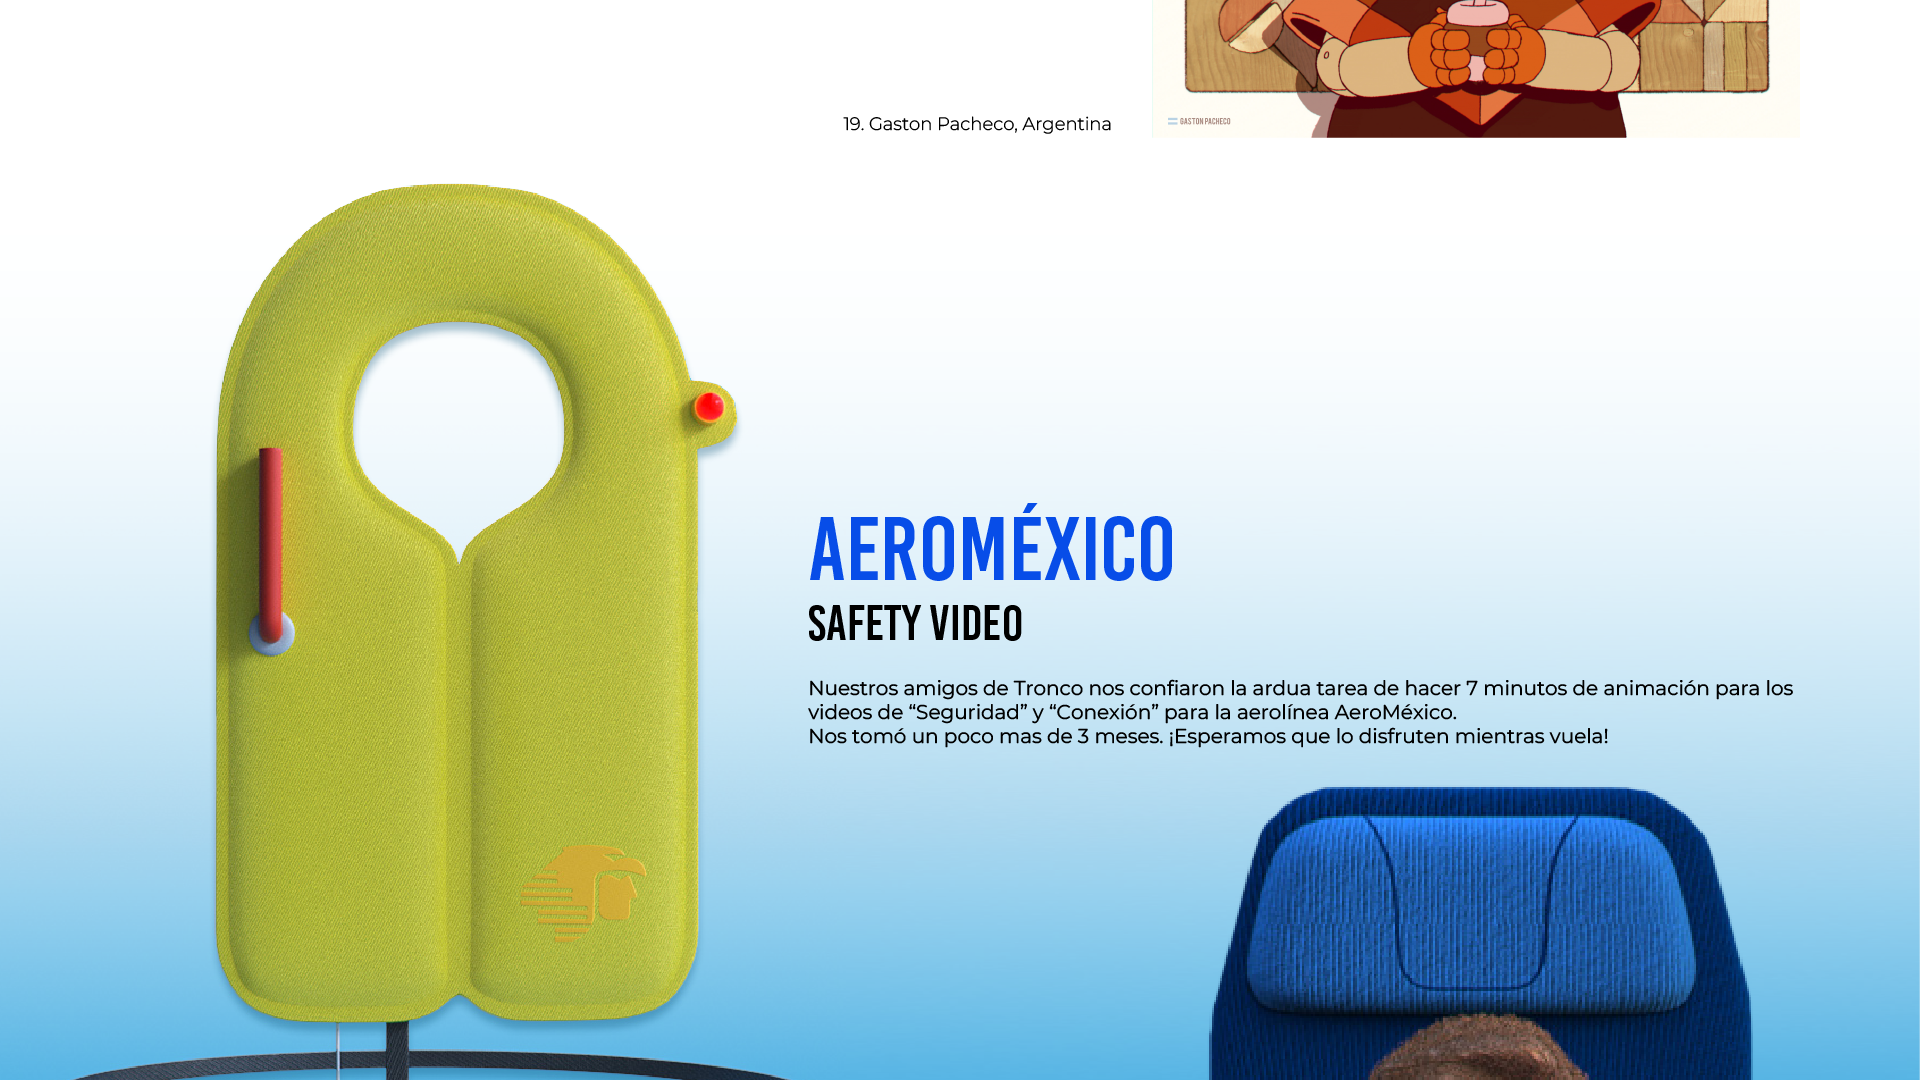 19. Gaston Pacheco, Argentina
GASTON PACHECO
AEROMÉXICO
SAFETY VIDEO
Nuestros amigos de Tronco nos confiaron la ardua tarea de hacer 7 minutos de animación para los
videos de “Seguridad” y “Conexión” para la aerolínea AeroMéxico.
Nos tomó un poco mas de 3 meses. ¡Esperamos que lo disfruten mientras vuela!